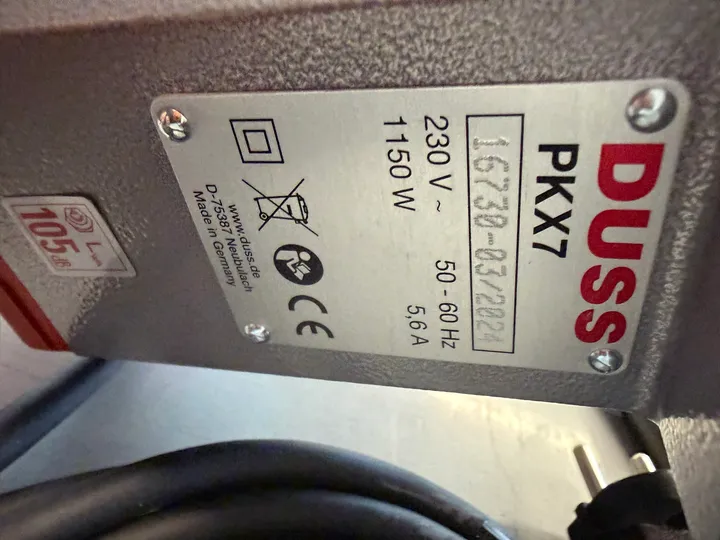 DUSS
PKX7
16730-03/2024
230 V ~ 50 - 60 Hz
1150 W 5,6 A
CE
www.duss.de
D-75387 Neubulach
Made in Germany
105 dB